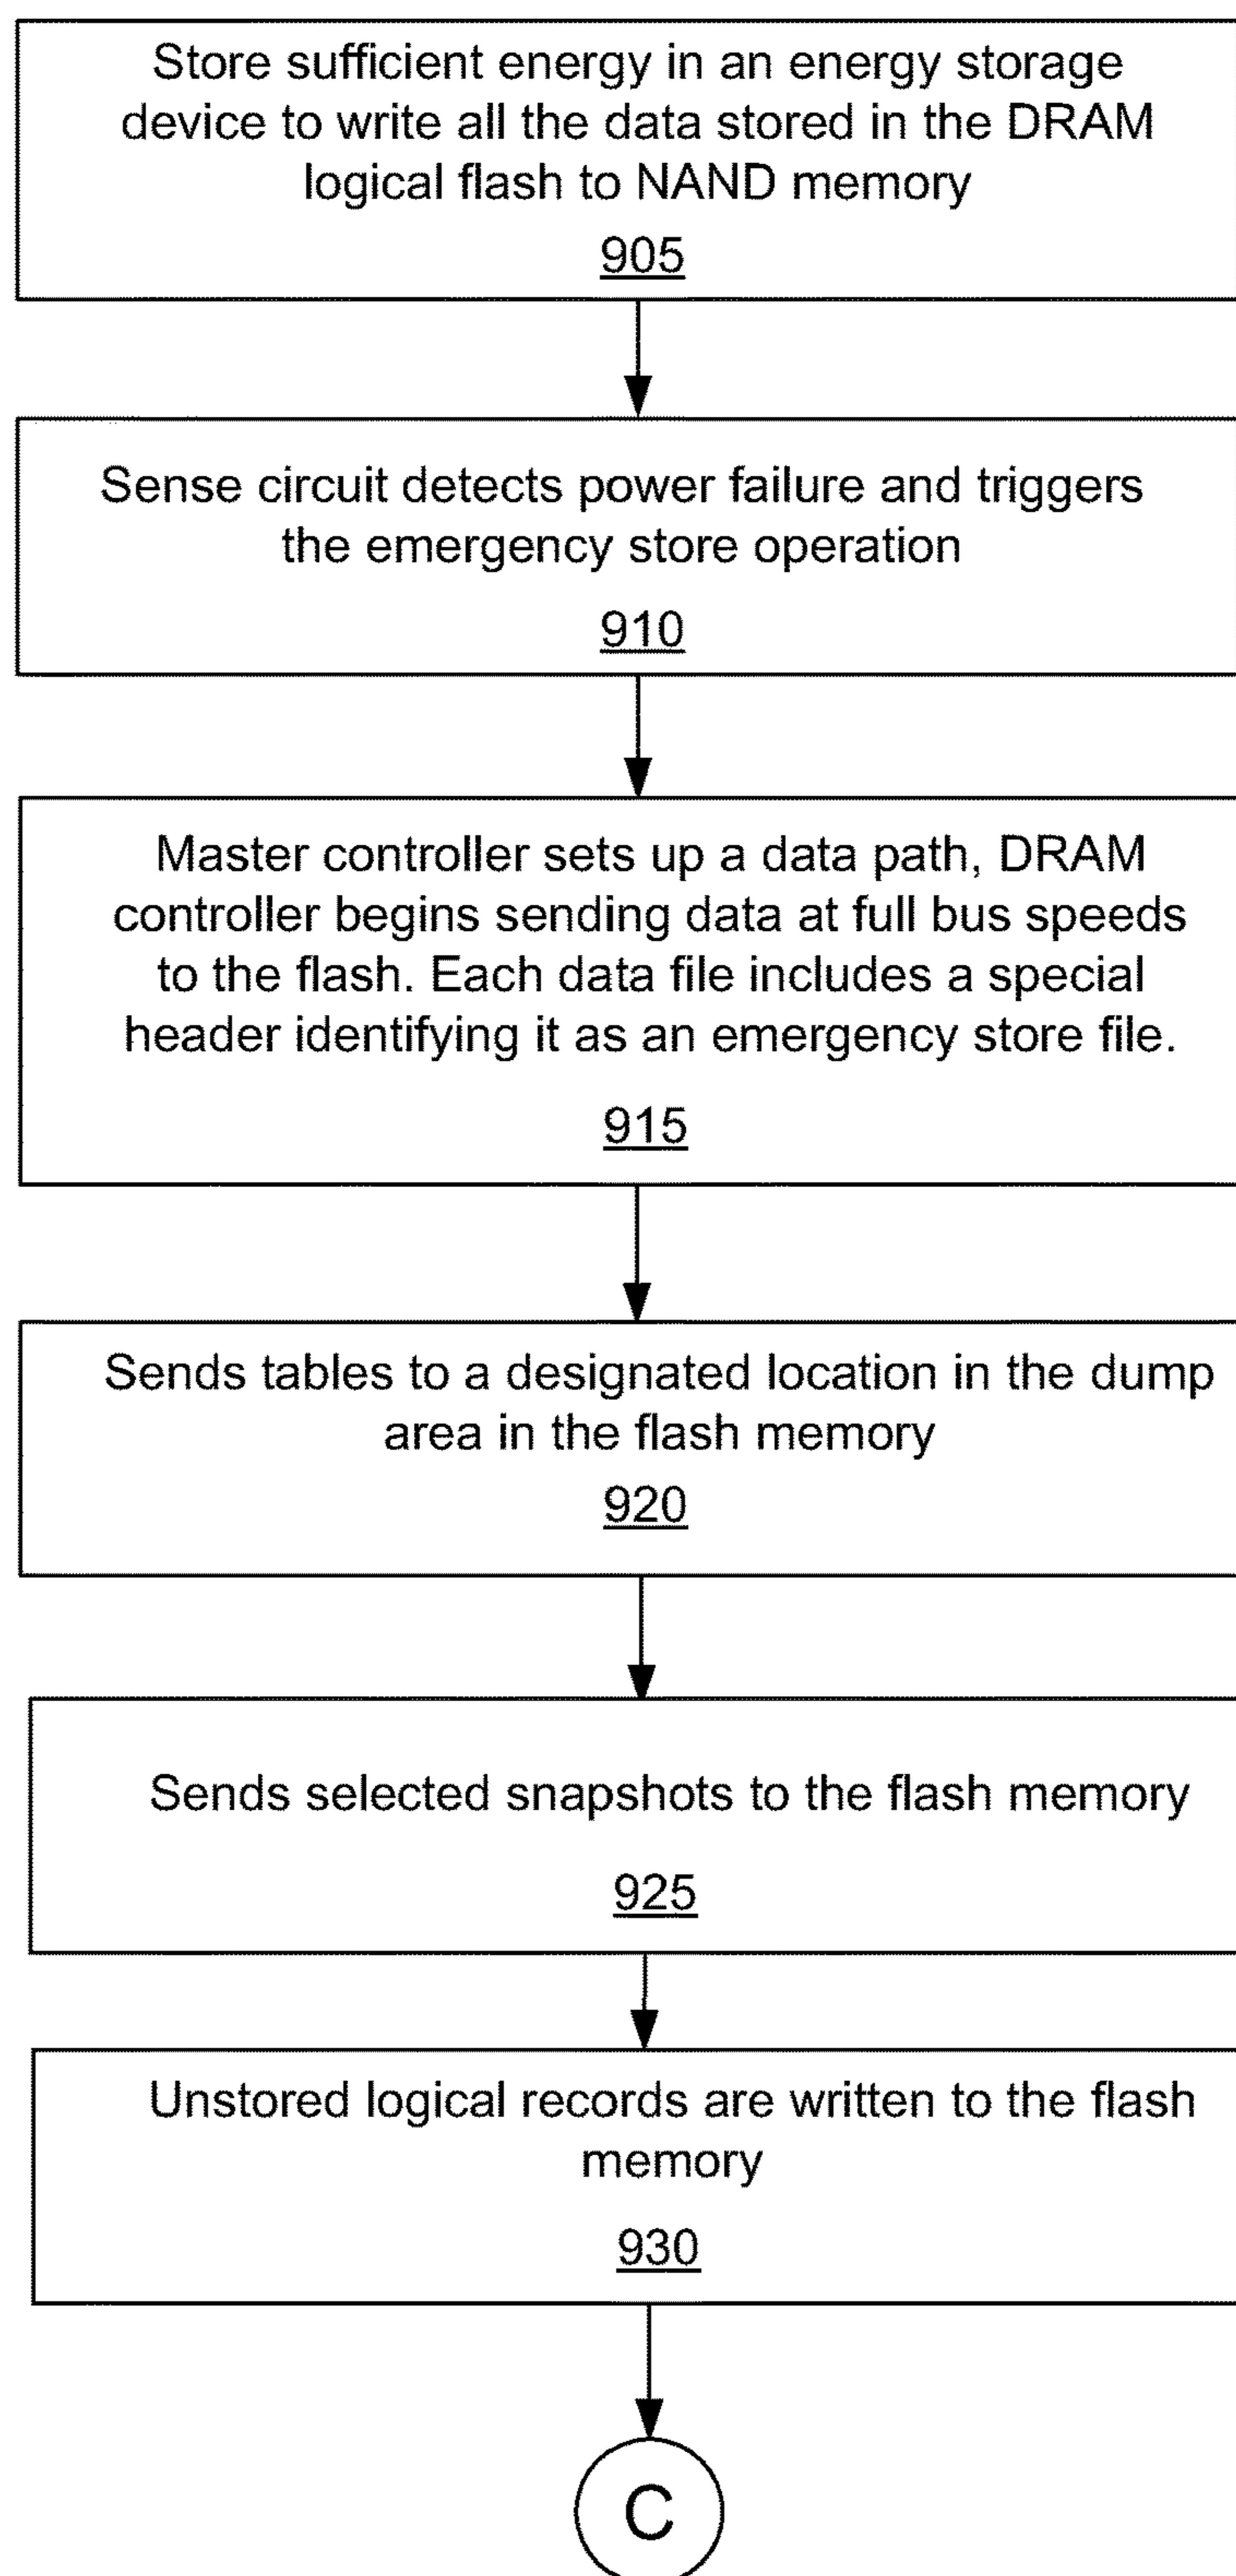 Store sufficient energy in an energy storage
device to write all the data stored in the DRAM
logical flash to NAND memory
905
Sense circuit detects power failure and triggers
the emergency store operation
910
Master controller sets up a data path, DRAM
controller begins sending data at full bus speeds
to the flash. Each data file includes a special
header identifying it as an emergency store file.
915
Sends tables to a designated location in the dump
area in the flash memory
920
Sends selected snapshots to the flash memory
925
Unstored logical records are written to the flash
memory
930
C